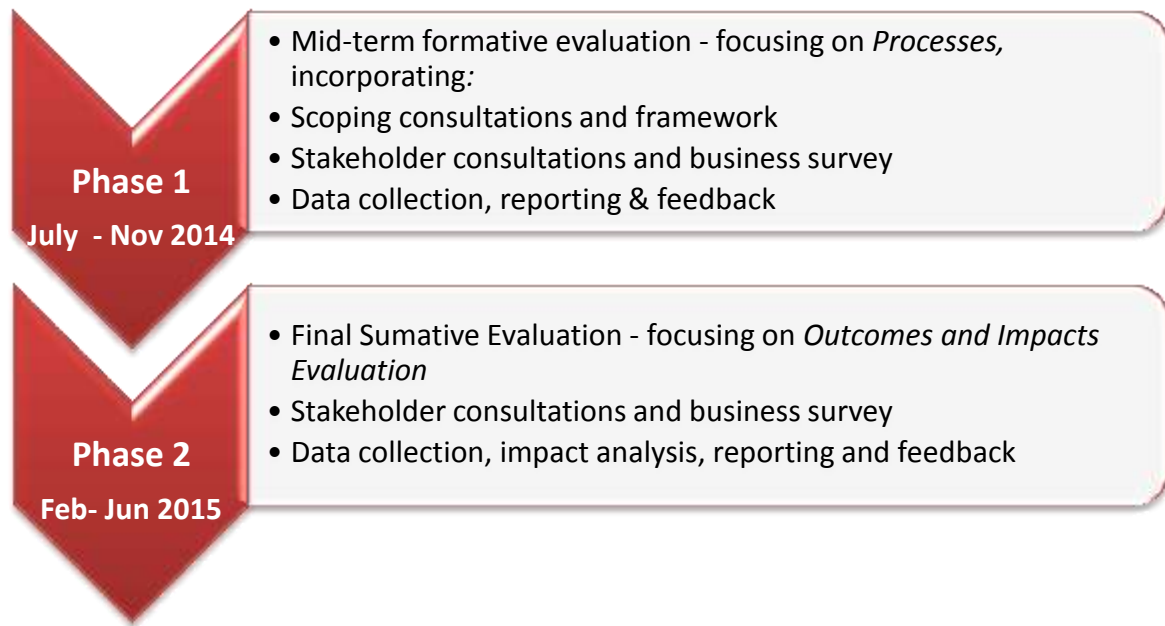 Phase 1
July - Nov 2014
• Mid-term formative evaluation - focusing on Processes,
incorporating:
• Scoping consultations and framework
• Stakeholder consultations and business survey
• Data collection, reporting & feedback
Phase 2
Feb- Jun 2015
• Final Sumative Evaluation - focusing on Outcomes and Impacts
Evaluation
• Stakeholder consultations and business survey
• Data collection, impact analysis, reporting and feedback